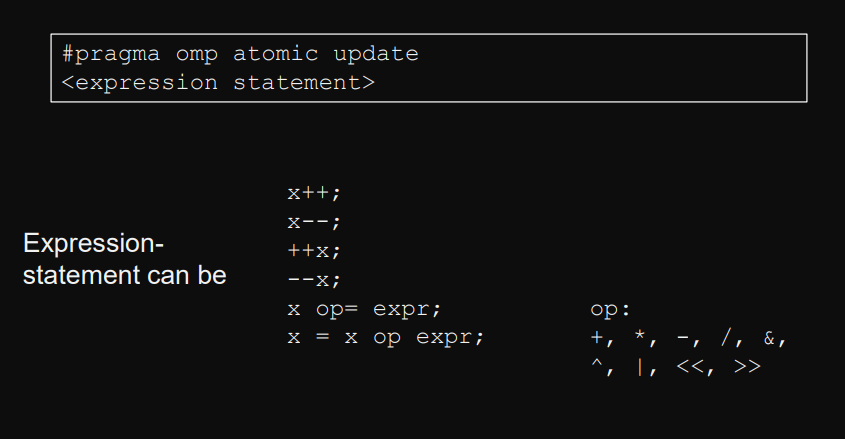 #pragma omp atomic update
<expression statement>
x++;
x--;
++x;
--x;
Expression-
statement can be
x op= expr;
x = x op expr;
op:
+, *, -, /, &,
^, |, <<, >>